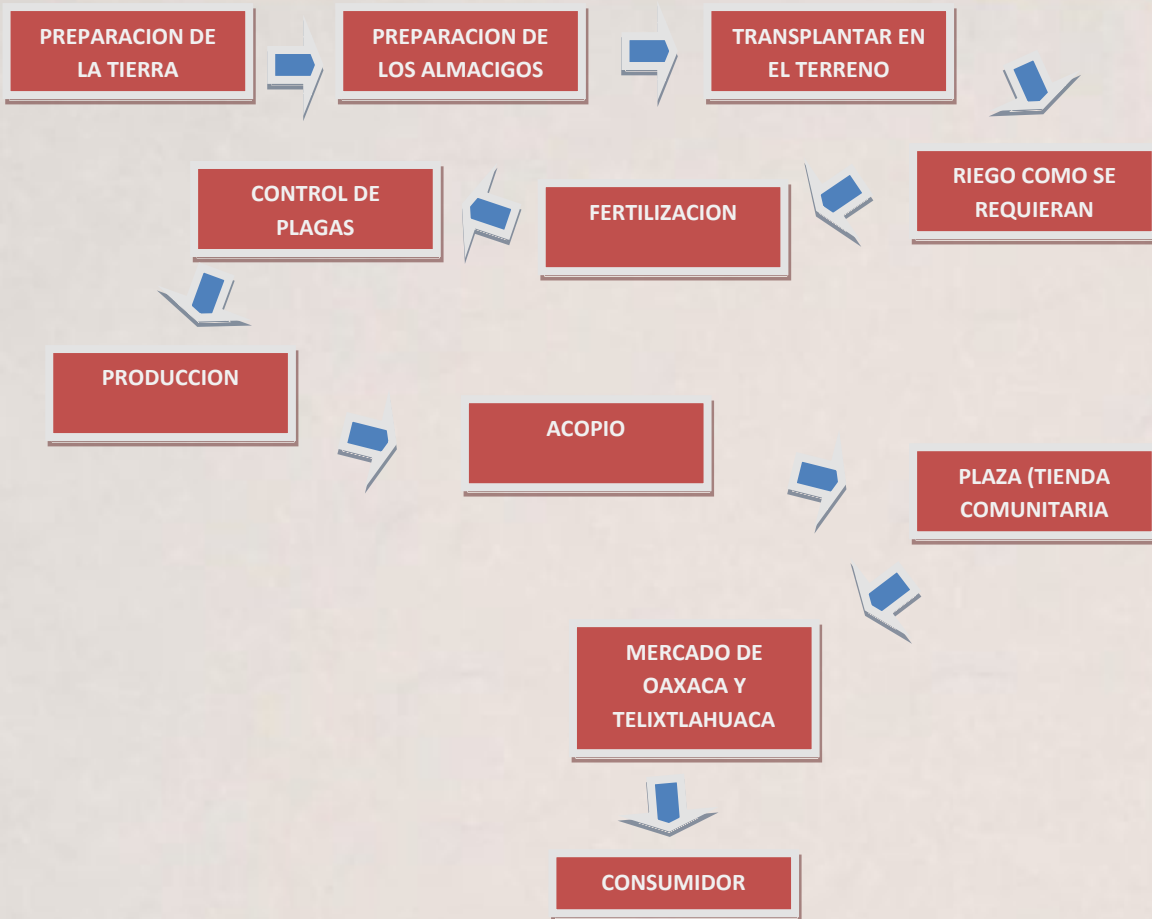 PREPARACION DE
LA TIERRA
PREPARACION DE
LOS ALMACIGOS
TRANSPLANTAR EN
EL TERRENO
RIEGO COMO SE
REQUIERAN
FERTILIZACION
CONTROL DE
PLAGAS
PRODUCCION
ACOPIO
PLAZA (TIENDA
COMUNITARIA
MERCADO DE
OAXACA Y
TELIXTLAHUACA
CONSUMIDOR